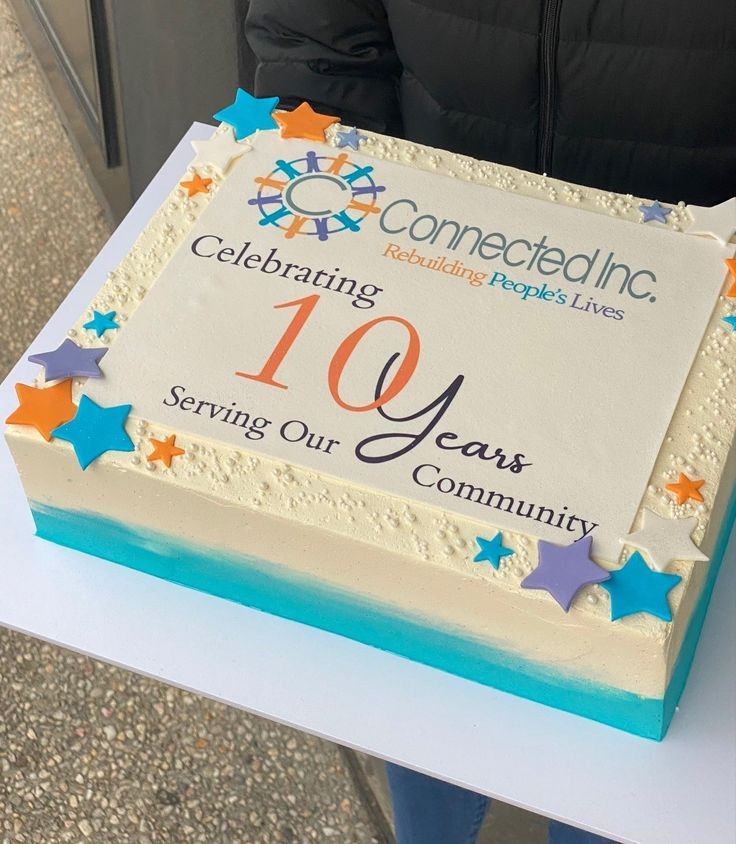 C
Connected Inc.
Rebuilding People's Lives
Celebrating
10 Years
Serving Our
Community